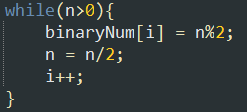 while(n>0){
    binaryNum[i] = n%2;
    n = n/2;
    i++;
}